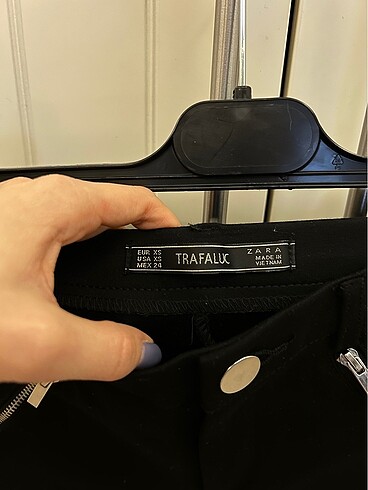 EUR XS
USA XS
MEX 24
TRAFALUC
ZARA
MADE IN
VIETNAM